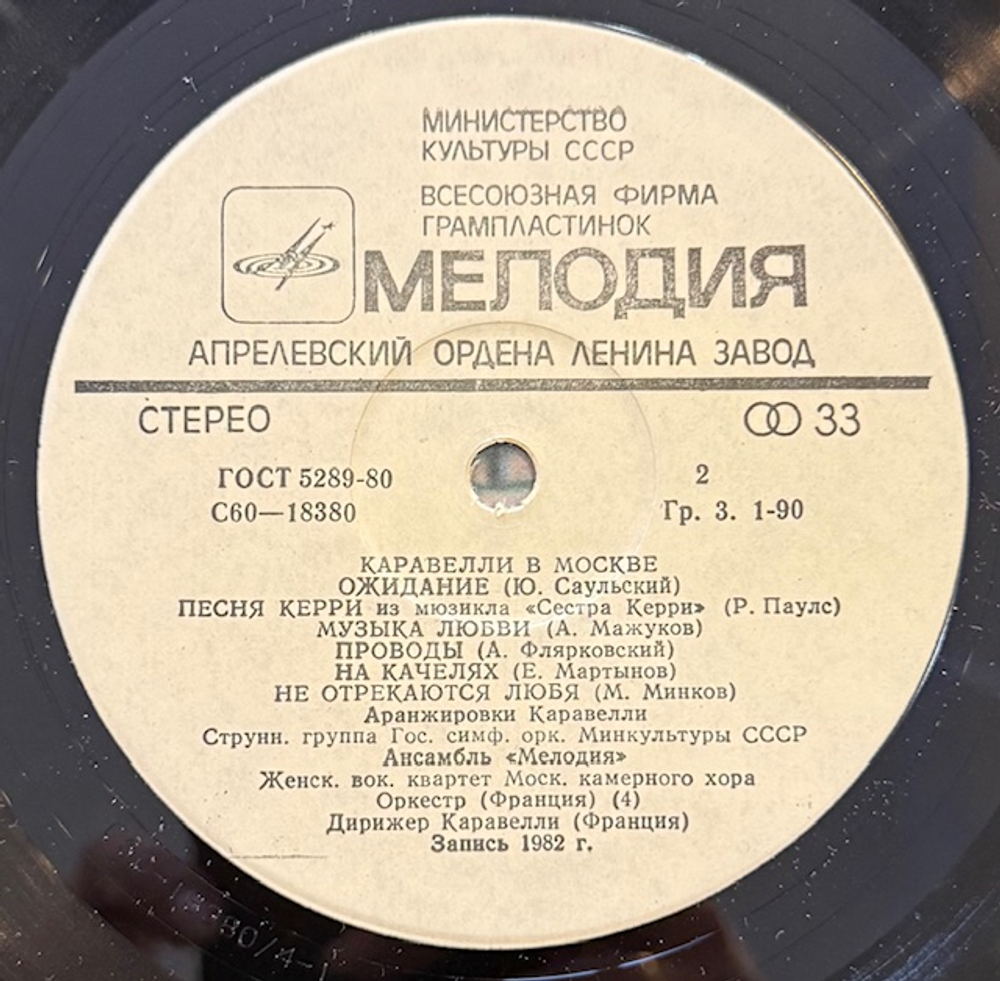 МИНИСТЕРСТВО
КУЛЬТУРЫ СССР
ВСЕСОЮЗНАЯ ФИРМА
ГРАМПЛАСТИНОК
МЕЛОДИЯ
АПРЕЛЕВСКИЙ ОРДЕНА ЛЕНИНА ЗАВОД
СТЕРЕО 33
ГОСТ 5289-80 2
С60—18380 Гр. 3. 1-90
КАРАВЕЛЛИ В МОСКВЕ
ОЖИДАНИЕ (Ю. Саульский)
ПЕСНЯ КЕРРИ из мюзикла «Сестра Керри» (Р. Паулс)
МУЗЫКА ЛЮБВИ (А. Мажуков)
ПРОВОДЫ (А. Флярковский)
НА КАЧЕЛЯХ (Е. Мартынов)
НЕ ОТРЕКАЮТСЯ ЛЮБЯ (М. Минков)
Аранжировки Каравелли
Струнн. группа Гос. симф. орк. Минкультуры СССР
Ансамбль «Мелодия»
Женск. вок. квартет Моск. камерного хора
Оркестр (Франция) (4)
Дирижер Каравелли (Франция)
Запись 1982 г.